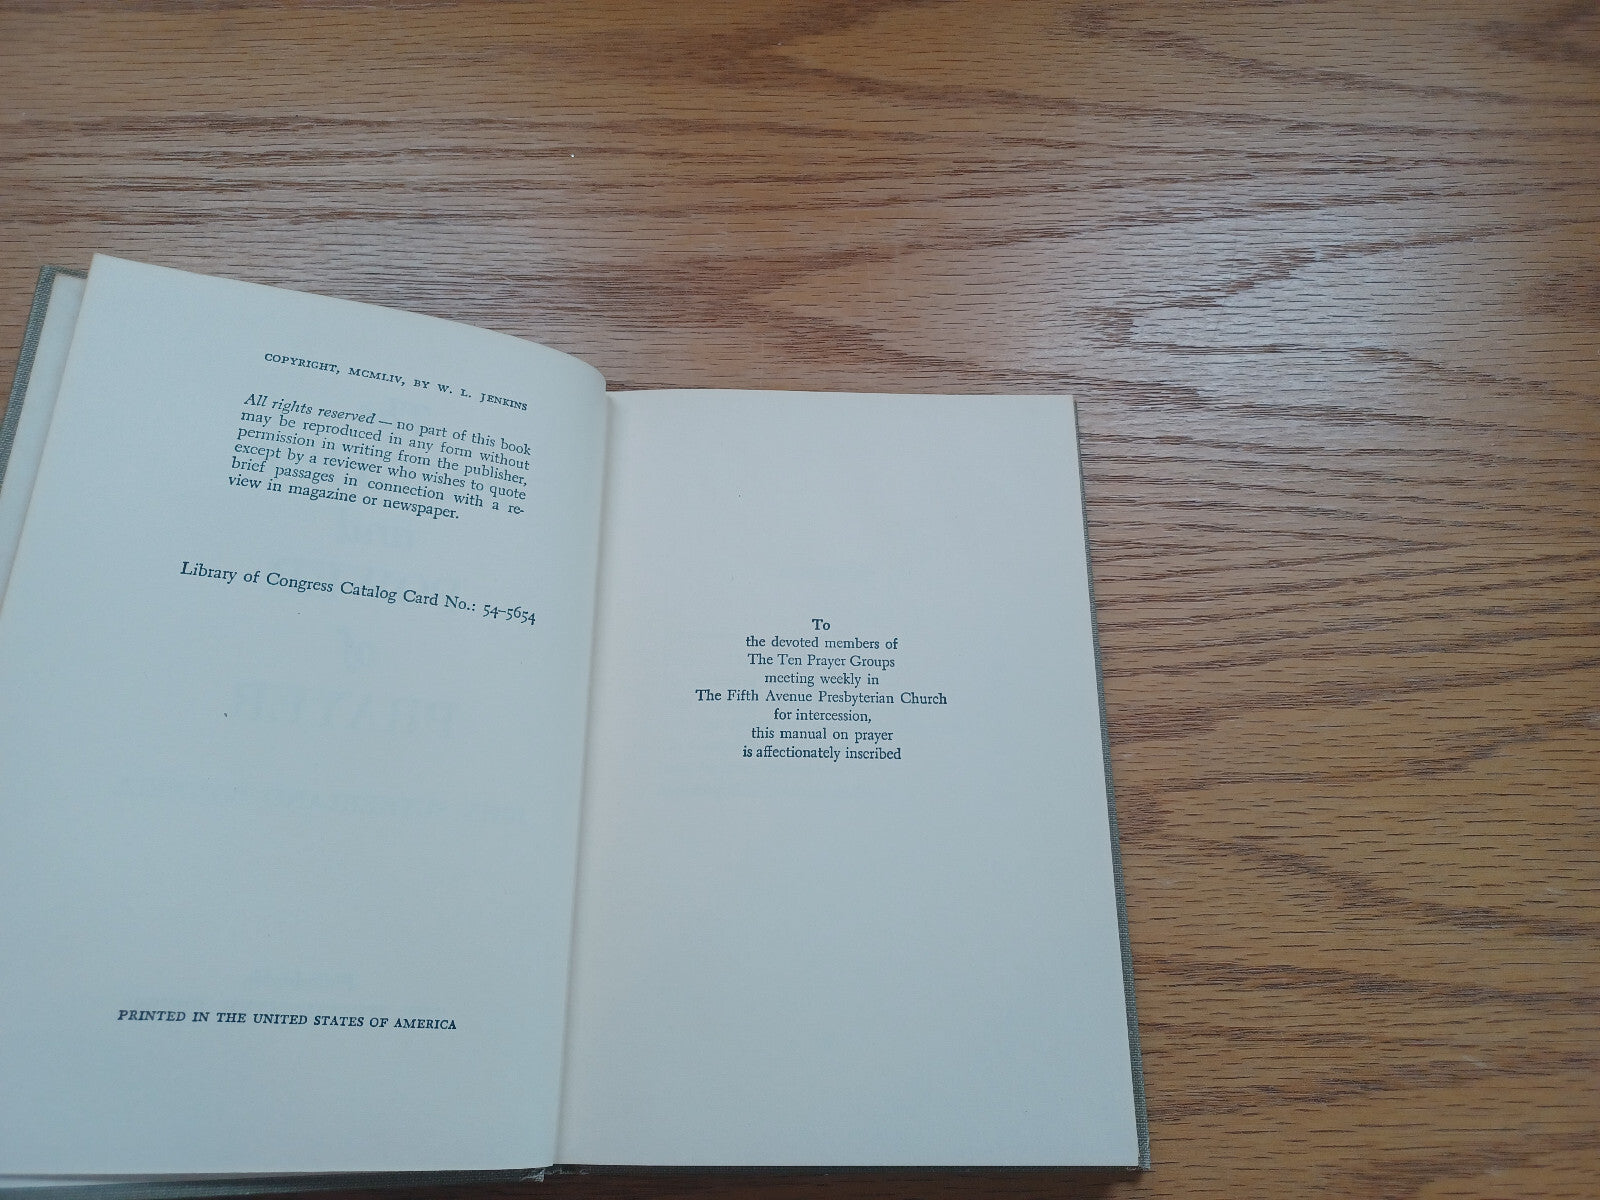 COPYRIGHT, MCMLIV, BY W. L. JENKINS
All rights reserved — no part of this book
may be reproduced in any form without
permission in writing from the publisher,
except by a reviewer who wishes to quote
brief passages in connection with a re-
view in magazine or newspaper.
Library of Congress Catalog Card No.: 54–5654
PRINTED IN THE UNITED STATES OF AMERICA
To
the devoted members of
The Ten Prayer Groups
meeting weekly in
The Fifth Avenue Presbyterian Church
for intercession,
this manual on prayer
is affectionately inscribed